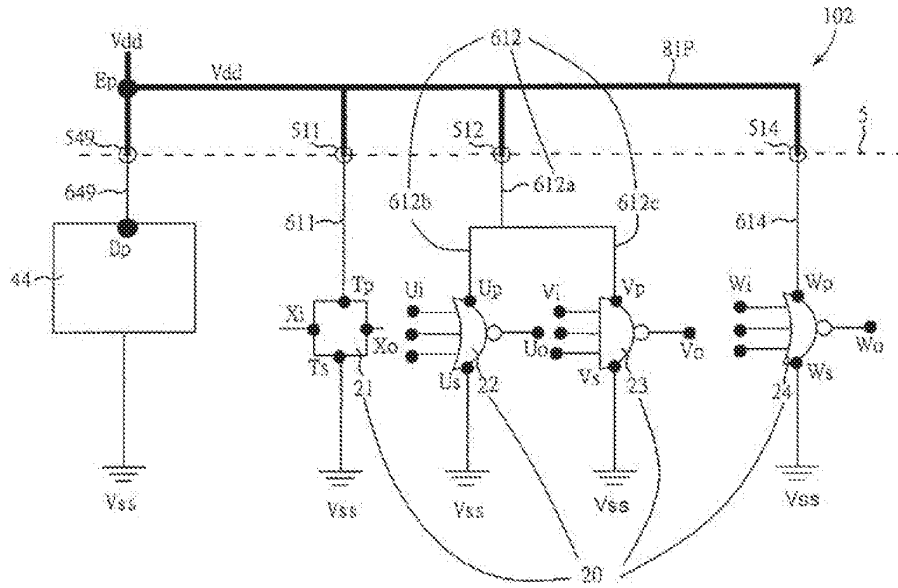 102
Vdd
612
81P
Ep
Vdd
549
511
512
514
5
649
611
612b
612a
612c
614
Dp
44
Tp
Ui
Up
Vi
Vp
Wi
Wp
Xi
Xo
Uo
Vo
Wo
Ts
21
Us
22
Vs
23
24
Ws
Vss
Vss
Vss
Vss
Vss
20